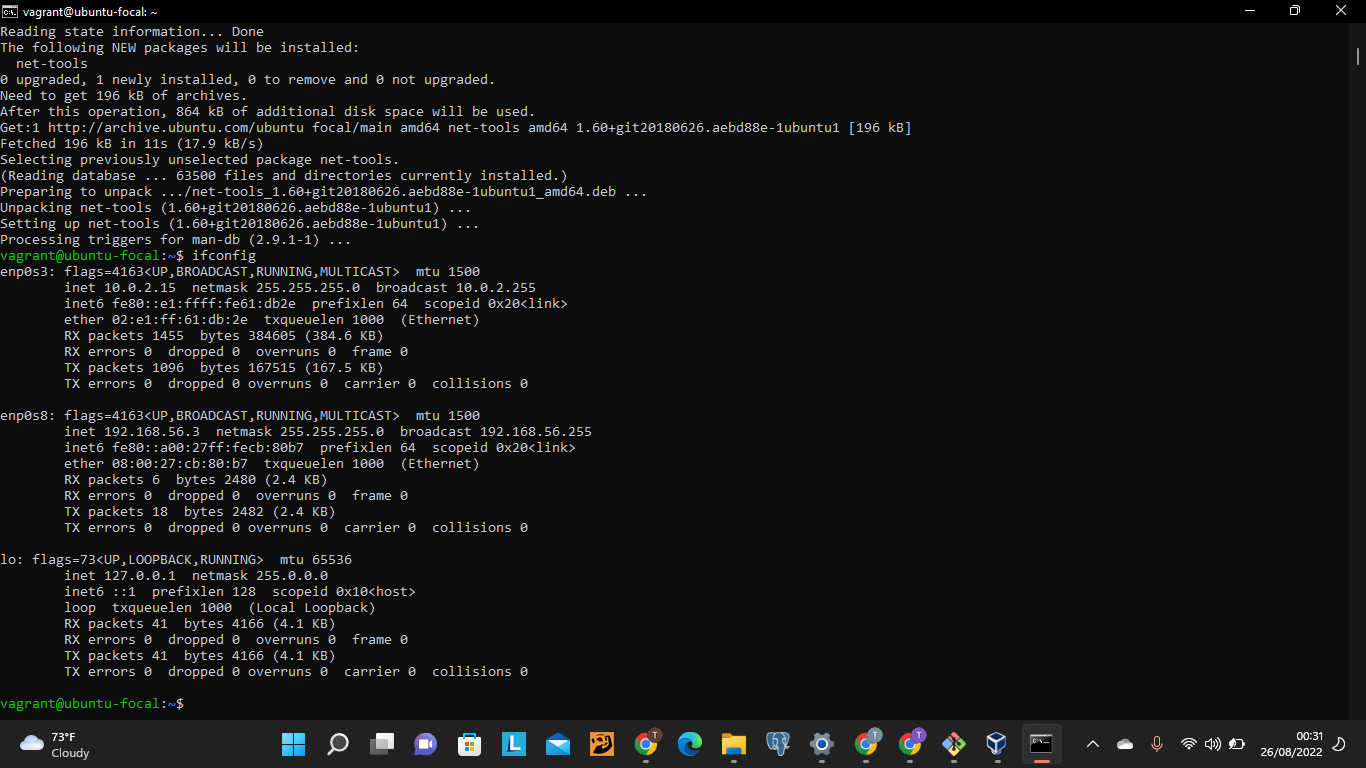 vagrant@ubuntu-focal: ~
Reading state information... Done
The following NEW packages will be installed:
  net-tools
0 upgraded, 1 newly installed, 0 to remove and 0 not upgraded.
Need to get 196 kB of archives.
After this operation, 864 kB of additional disk space will be used.
Get:1 http://archive.ubuntu.com/ubuntu focal/main amd64 net-tools amd64 1.60+git20180626.aebd88e-1ubuntu1 [196 kB]
Fetched 196 kB in 11s (17.9 kB/s)
Selecting previously unselected package net-tools.
(Reading database ... 63500 files and directories currently installed.)
Preparing to unpack .../net-tools_1.60+git20180626.aebd88e-1ubuntu1_amd64.deb ...
Unpacking net-tools (1.60+git20180626.aebd88e-1ubuntu1) ...
Setting up net-tools (1.60+git20180626.aebd88e-1ubuntu1) ...
Processing triggers for man-db (2.9.1-1) ...
vagrant@ubuntu-focal:~$ ifconfig
enp0s3: flags=4163<UP,BROADCAST,RUNNING,MULTICAST>  mtu 1500
        inet 10.0.2.15  netmask 255.255.255.0  broadcast 10.0.2.255
        inet6 fe80::e1:ffff:fe61:db2e  prefixlen 64  scopeid 0x20<link>
        ether 02:e1:ff:61:db:2e  txqueuelen 1000  (Ethernet)
        RX packets 1455  bytes 384605 (384.6 KB)
        RX errors 0  dropped 0  overruns 0  frame 0
        TX packets 1096  bytes 167515 (167.5 KB)
        TX errors 0  dropped 0 overruns 0  carrier 0  collisions 0

enp0s8: flags=4163<UP,BROADCAST,RUNNING,MULTICAST>  mtu 1500
        inet 192.168.56.3  netmask 255.255.255.0  broadcast 192.168.56.255
        inet6 fe80::a00:27ff:fecb:80b7  prefixlen 64  scopeid 0x20<link>
        ether 08:00:27:cb:80:b7  txqueuelen 1000  (Ethernet)
        RX packets 6  bytes 2480 (2.4 KB)
        RX errors 0  dropped 0  overruns 0  frame 0
        TX packets 18  bytes 2482 (2.4 KB)
        TX errors 0  dropped 0 overruns 0  carrier 0  collisions 0

lo: flags=73<UP,LOOPBACK,RUNNING>  mtu 65536
        inet 127.0.0.1  netmask 255.0.0.0
        inet6 ::1  prefixlen 128  scopeid 0x10<host>
        loop  txqueuelen 1000  (Local Loopback)
        RX packets 41  bytes 4166 (4.1 KB)
        RX errors 0  dropped 0  overruns 0  frame 0
        TX packets 41  bytes 4166 (4.1 KB)
        TX errors 0  dropped 0 overruns 0  carrier 0  collisions 0

vagrant@ubuntu-focal:~$
73°F
Cloudy
L
T
T
T
00:31
26/08/2022